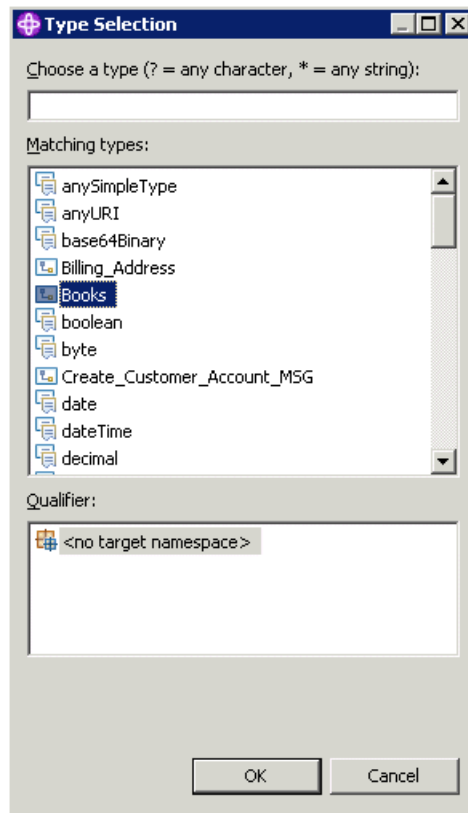 Type Selection
Choose a type (? = any character, * = any string):
Matching types:
anySimpleType
anyURI
base64Binary
Billing_Address
Books
boolean
byte
Create_Customer_Account_MSG
date
dateTime
decimal
Qualifier:
<no target namespace>
OK Cancel